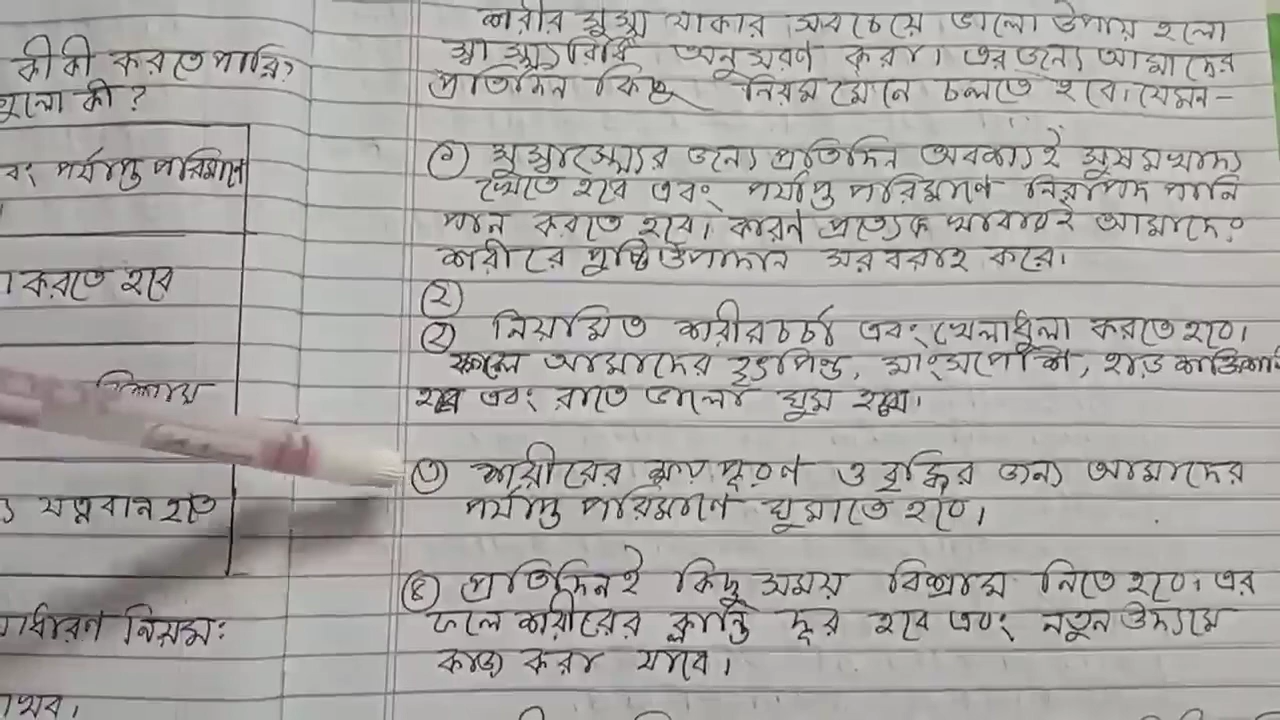 কী কী করতে পারি?
গুলো কী?
বং পর্যাপ্ত পরিমাণে
করতে হবে
যত্নবান হতে
সাধারণ নিয়ম:
শরীর সুস্থ থাকার সবচেয়ে ভালো উপায় হলো
স্বাস্থ্যবিধি অনুসরণ করা। এর জন্যে আমাদের
প্রতিদিন কিছু নিয়ম মেনে চলতে হবে। যেমন-
(১) সুস্বাস্থ্যের জন্যে প্রতিদিন অবশ্যই সুষম খাদ্য
খেতে হবে এবং পর্যাপ্ত পরিমাণে নিরাপদ পানি
পান করতে হবে। কারণ প্রত্যেক খাবারই আমাদের
শরীরে পুষ্টি উপাদান সরবরাহ করে।
(২)
(২) নিয়মিত শরীরচর্চা এবং খেলাধুলা করতে হবে।
ফলে আমাদের হৃৎপিন্ড, মাংসপেশী, হাড় শক্তিশালী
হবে এবং রাতে ভালো ঘুম হবে।
(৩) শরীরের ক্ষয়পূরণ ও বৃদ্ধির জন্য আমাদের
পর্যাপ্ত পরিমাণে ঘুমাতে হবে।
(৪) প্রতিদিনই কিছু সময় বিশ্রাম নিতে হবে। এর
ফলে শরীরের ক্লান্তি দূর হবে এবং নতুন উদ্যমে
কাজ করা যাবে।